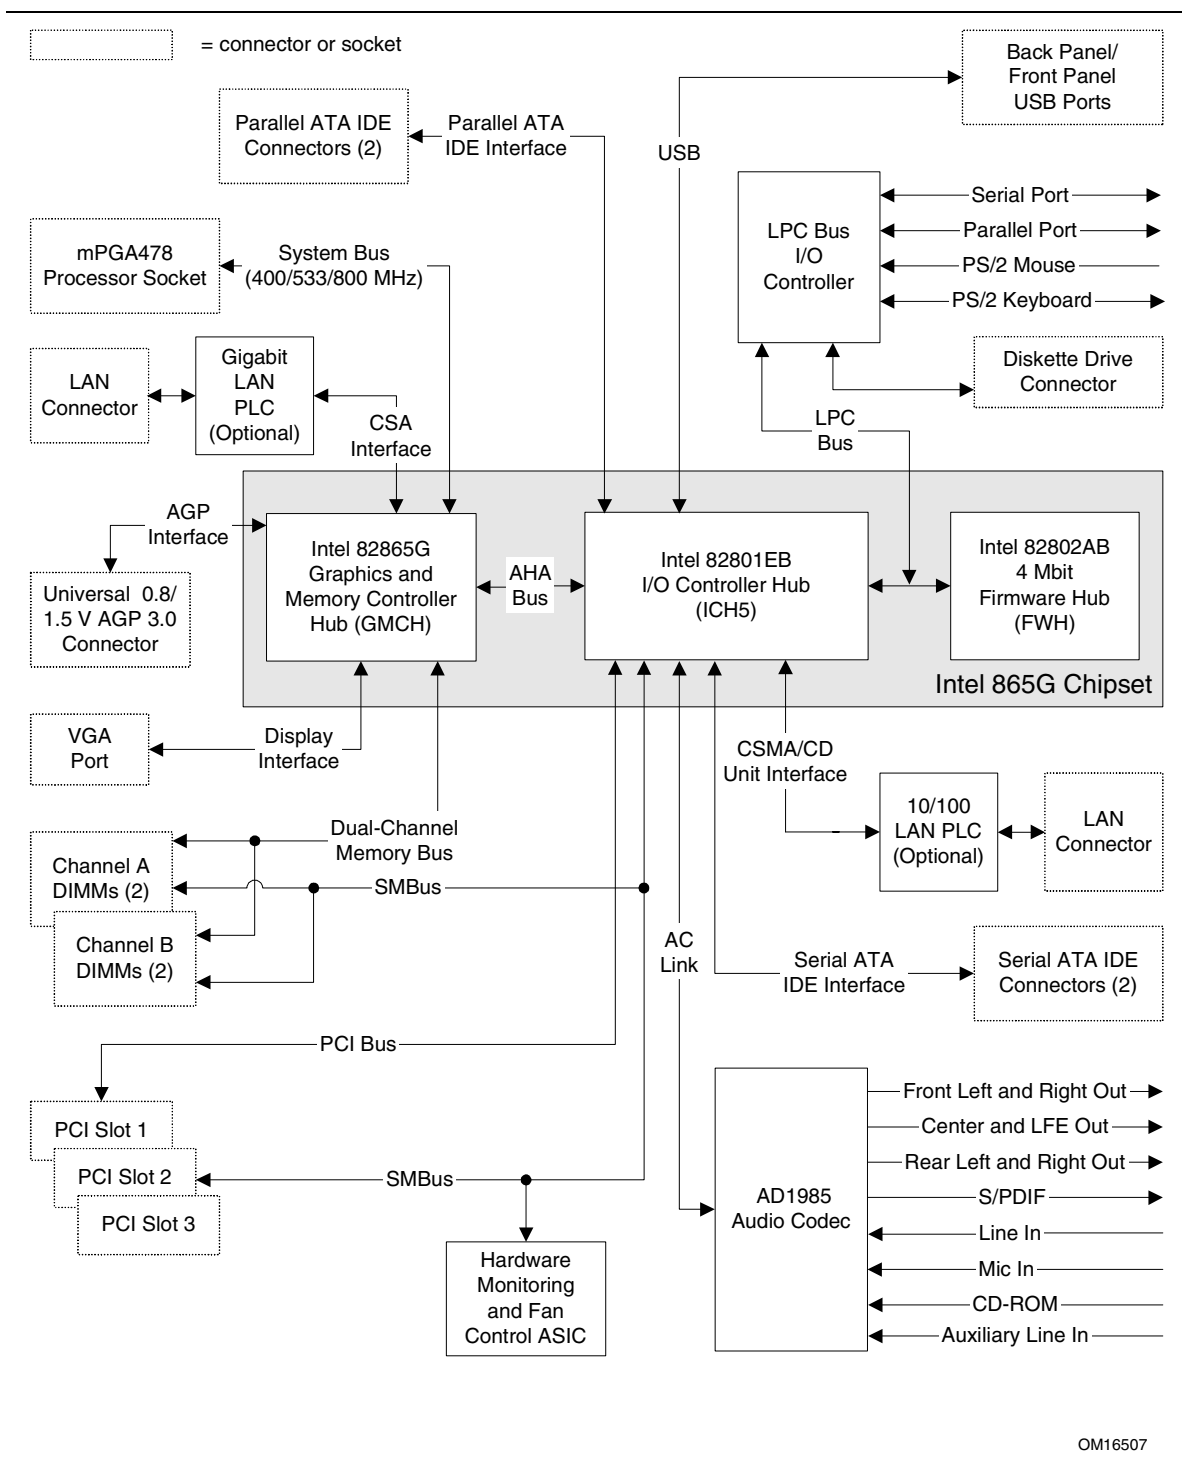 = connector or socket
Back Panel/
Front Panel
USB Ports
Parallel ATA IDE
Connectors (2)
Parallel ATA
IDE Interface
USB
LPC Bus
I/O
Controller
Serial Port
Parallel Port
PS/2 Mouse
PS/2 Keyboard
mPGA478
Processor Socket
System Bus
(400/533/800 MHz)
LAN
Connector
Gigabit
LAN
PLC
(Optional)
CSA
Interface
Diskette Drive
Connector
LPC
Bus
AGP
Interface
Universal 0.8/
1.5 V AGP 3.0
Connector
Intel 82865G
Graphics and
Memory Controller
Hub (GMCH)
AHA
Bus
Intel 82801EB
I/O Controller Hub
(ICH5)
Intel 82802AB
4 Mbit
Firmware Hub
(FWH)
Intel 865G Chipset
VGA
Port
Display
Interface
CSMA/CD
Unit Interface
10/100
LAN PLC
(Optional)
LAN
Connector
Dual-Channel
Memory Bus
Channel A
DIMMs (2)
SMBus
Channel B
DIMMs (2)
AC
Link
Serial ATA
IDE Interface
Serial ATA IDE
Connectors (2)
PCI Bus
PCI Slot 1
PCI Slot 2
PCI Slot 3
SMBus
Hardware
Monitoring
and Fan
Control ASIC
AD1985
Audio Codec
Front Left and Right Out
Center and LFE Out
Rear Left and Right Out
S/PDIF
Line In
Mic In
CD-ROM
Auxiliary Line In
OM16507